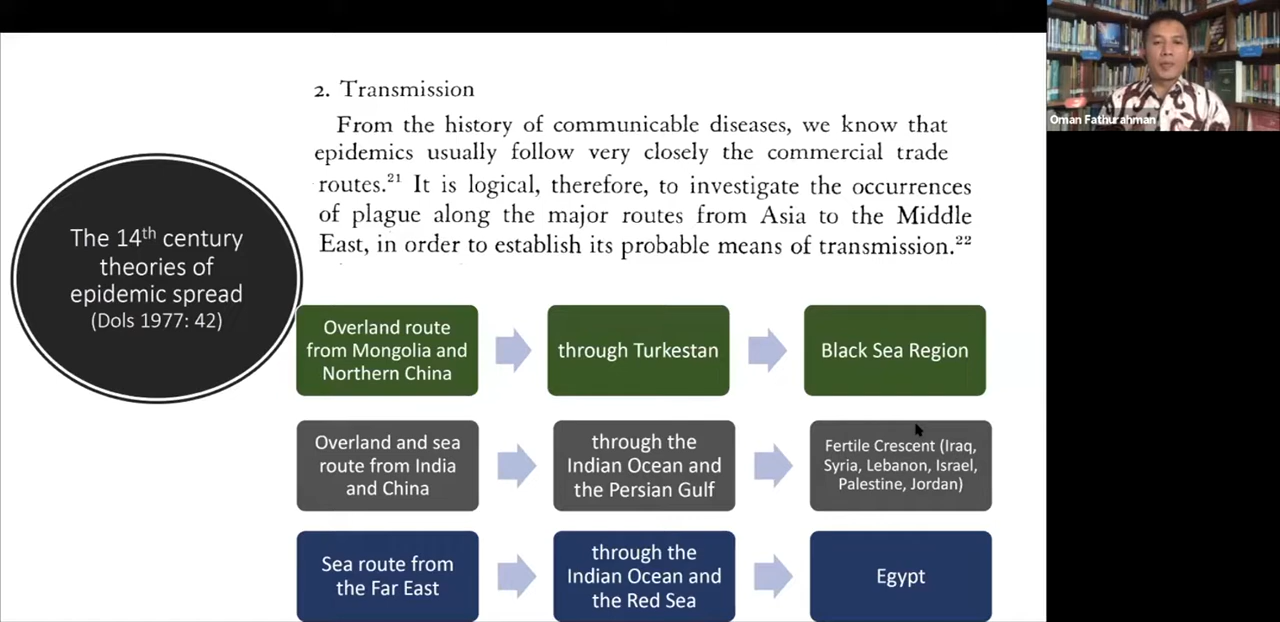 2. Transmission
From the history of communicable diseases, we know that
epidemics usually follow very closely the commercial trade
routes.²¹ It is logical, therefore, to investigate the occurrences
of plague along the major routes from Asia to the Middle
East, in order to establish its probable means of transmission.²²
The 14th century
theories of
epidemic spread
(Dols 1977: 42)
Overland route
from Mongolia and
Northern China
through Turkestan
Black Sea Region
Overland and sea
route from India
and China
through the
Indian Ocean and
the Persian Gulf
Fertile Crescent (Iraq,
Syria, Lebanon, Israel,
Palestine, Jordan)
Sea route from
the Far East
through the
Indian Ocean and
the Red Sea
Egypt
Oman Fathurahman